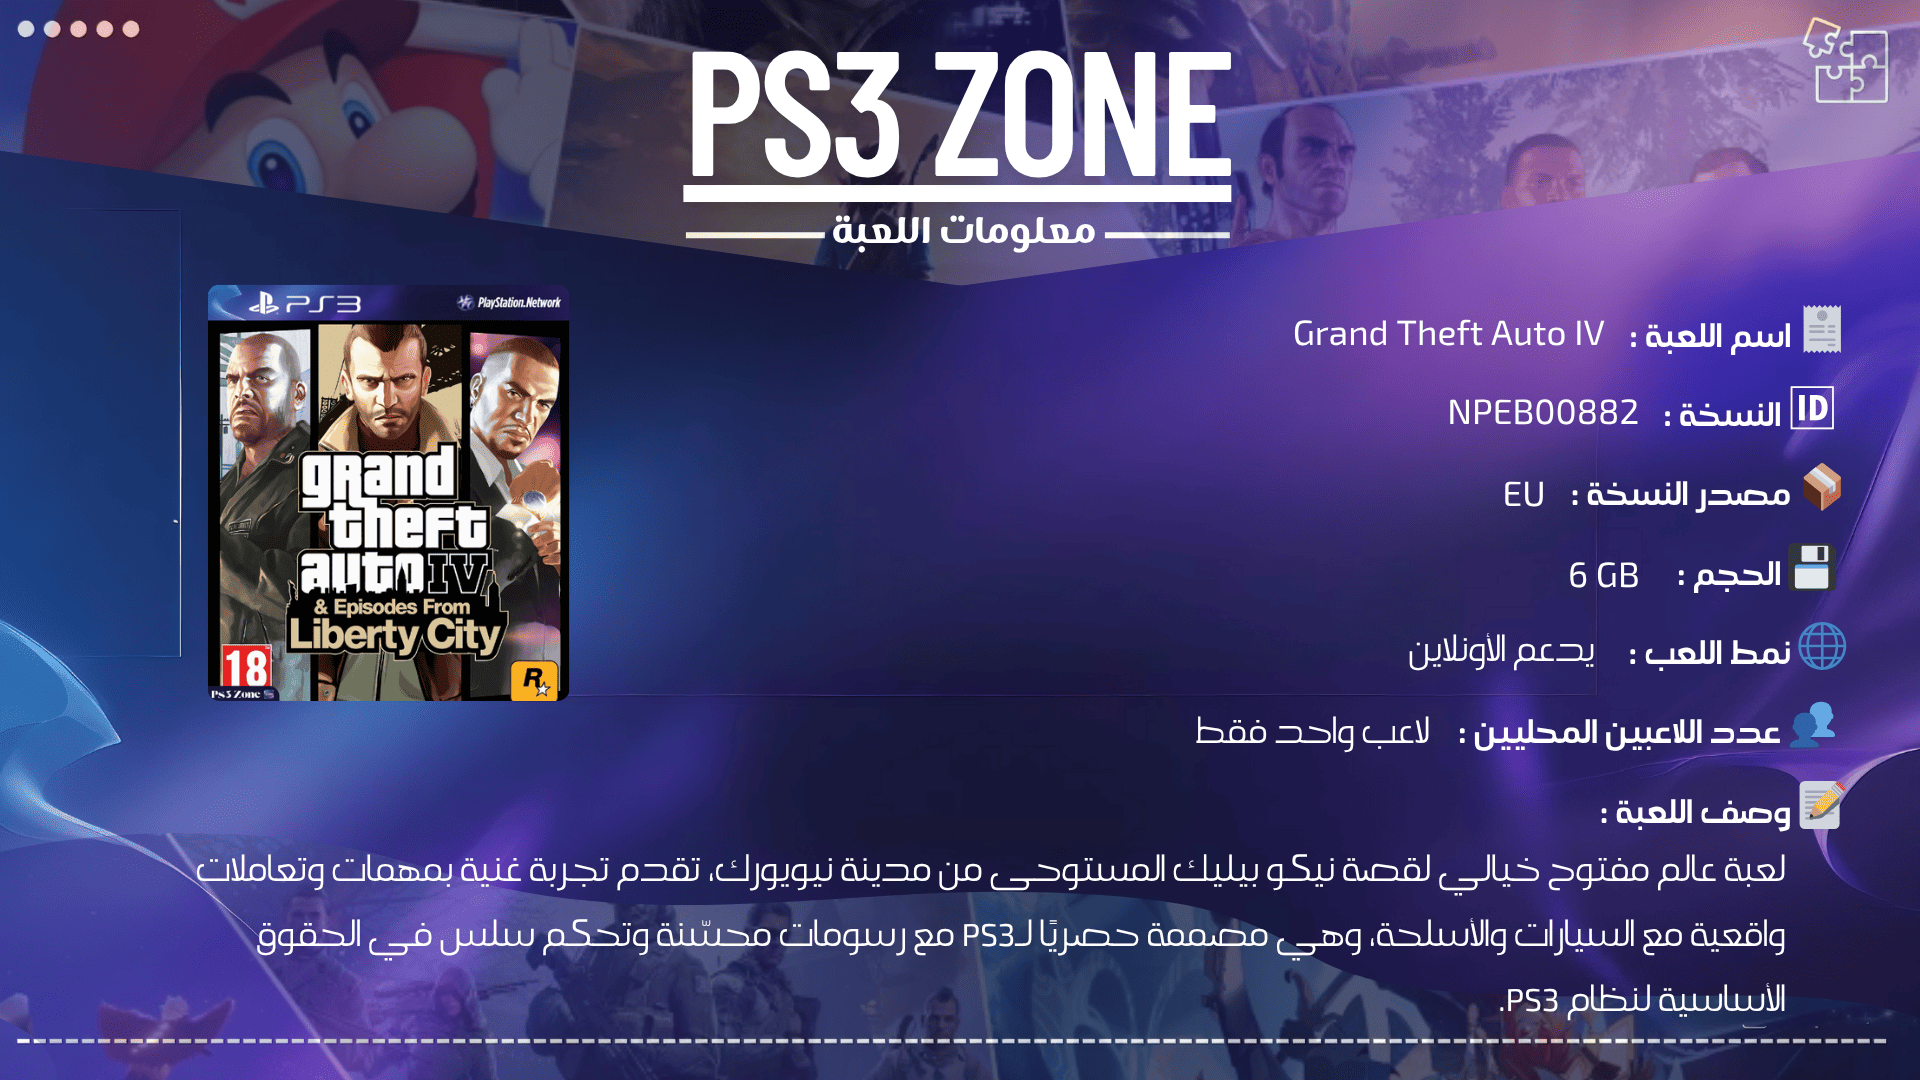 PS3 ZONE
معلومات اللعبة
PS3 PlayStation.Network
grand
theft
auto IV
& Episodes From
Liberty City
18
Ps3 Zone
R
اسم اللعبة : Grand Theft Auto IV
ID النسخة : NPEB00882
مصدر النسخة : EU
الحجم : 6 GB
نمط اللعب : يدعم الأونلاين
عدد اللاعبين المحليين : لاعب واحد فقط
وصف اللعبة :
لعبة عالم مفتوح خيالي لقصة نيكو بيليك المستوحى من مدينة نيويورك، تقدم تجربة غنية بمهمات وتعاملات
واقعية مع السيارات والأسلحة، وهي مصممة حصريًا لـPS3 مع رسومات محسّنة وتحكم سلس في الحقوق
الأساسية لنظام PS3.